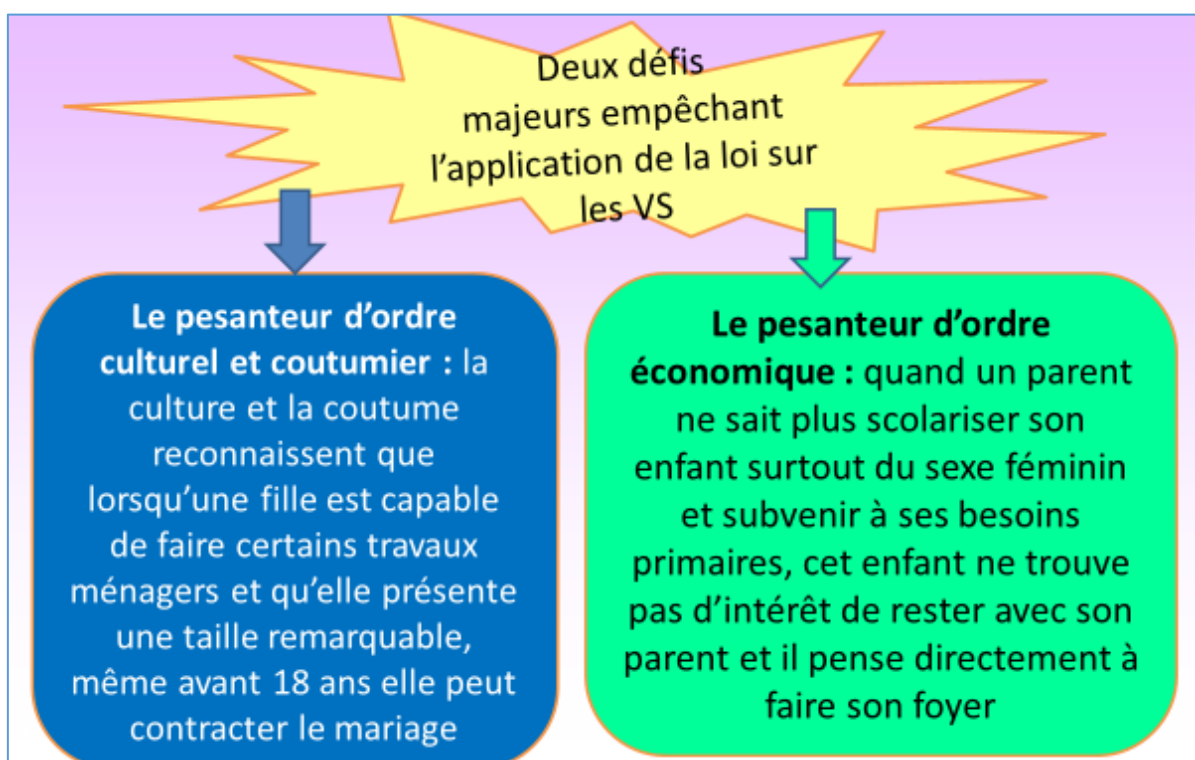 Deux défis
majeurs empêchant
l'application de la loi sur
les VS
Le pesanteur d'ordre
culturel et coutumier : la
culture et la coutume
reconnaissent que
lorsqu'une fille est capable
de faire certains travaux
ménagers et qu'elle présente
une taille remarquable,
même avant 18 ans elle peut
contracter le mariage
Le pesanteur d'ordre
économique : quand un parent
ne sait plus scolariser son
enfant surtout du sexe féminin
et subvenir à ses besoins
primaires, cet enfant ne trouve
pas d'intérêt de rester avec son
parent et il pense directement à
faire son foyer